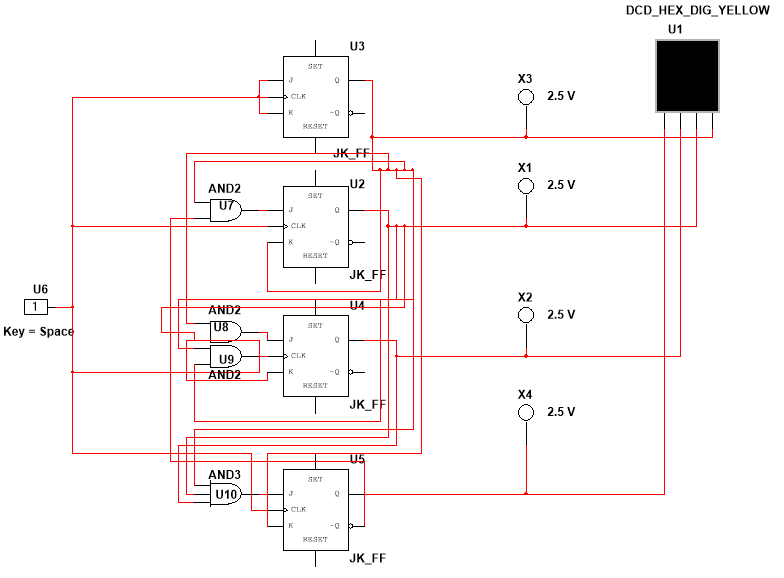 DCD_HEX_DIG_YELLOW
U1
U3
SET
J
Q
CLK
K
~Q
RESET
JK_FF
X3
2.5 V
X1
2.5 V
AND2
U7
U2
SET
J
Q
CLK
K
~Q
RESET
JK_FF
U6
1
Key = Space
X2
2.5 V
AND2
U8
U9
AND2
U4
SET
J
Q
CLK
K
~Q
RESET
JK_FF
X4
2.5 V
AND3
U10
U5
SET
J
Q
CLK
K
~Q
RESET
JK_FF